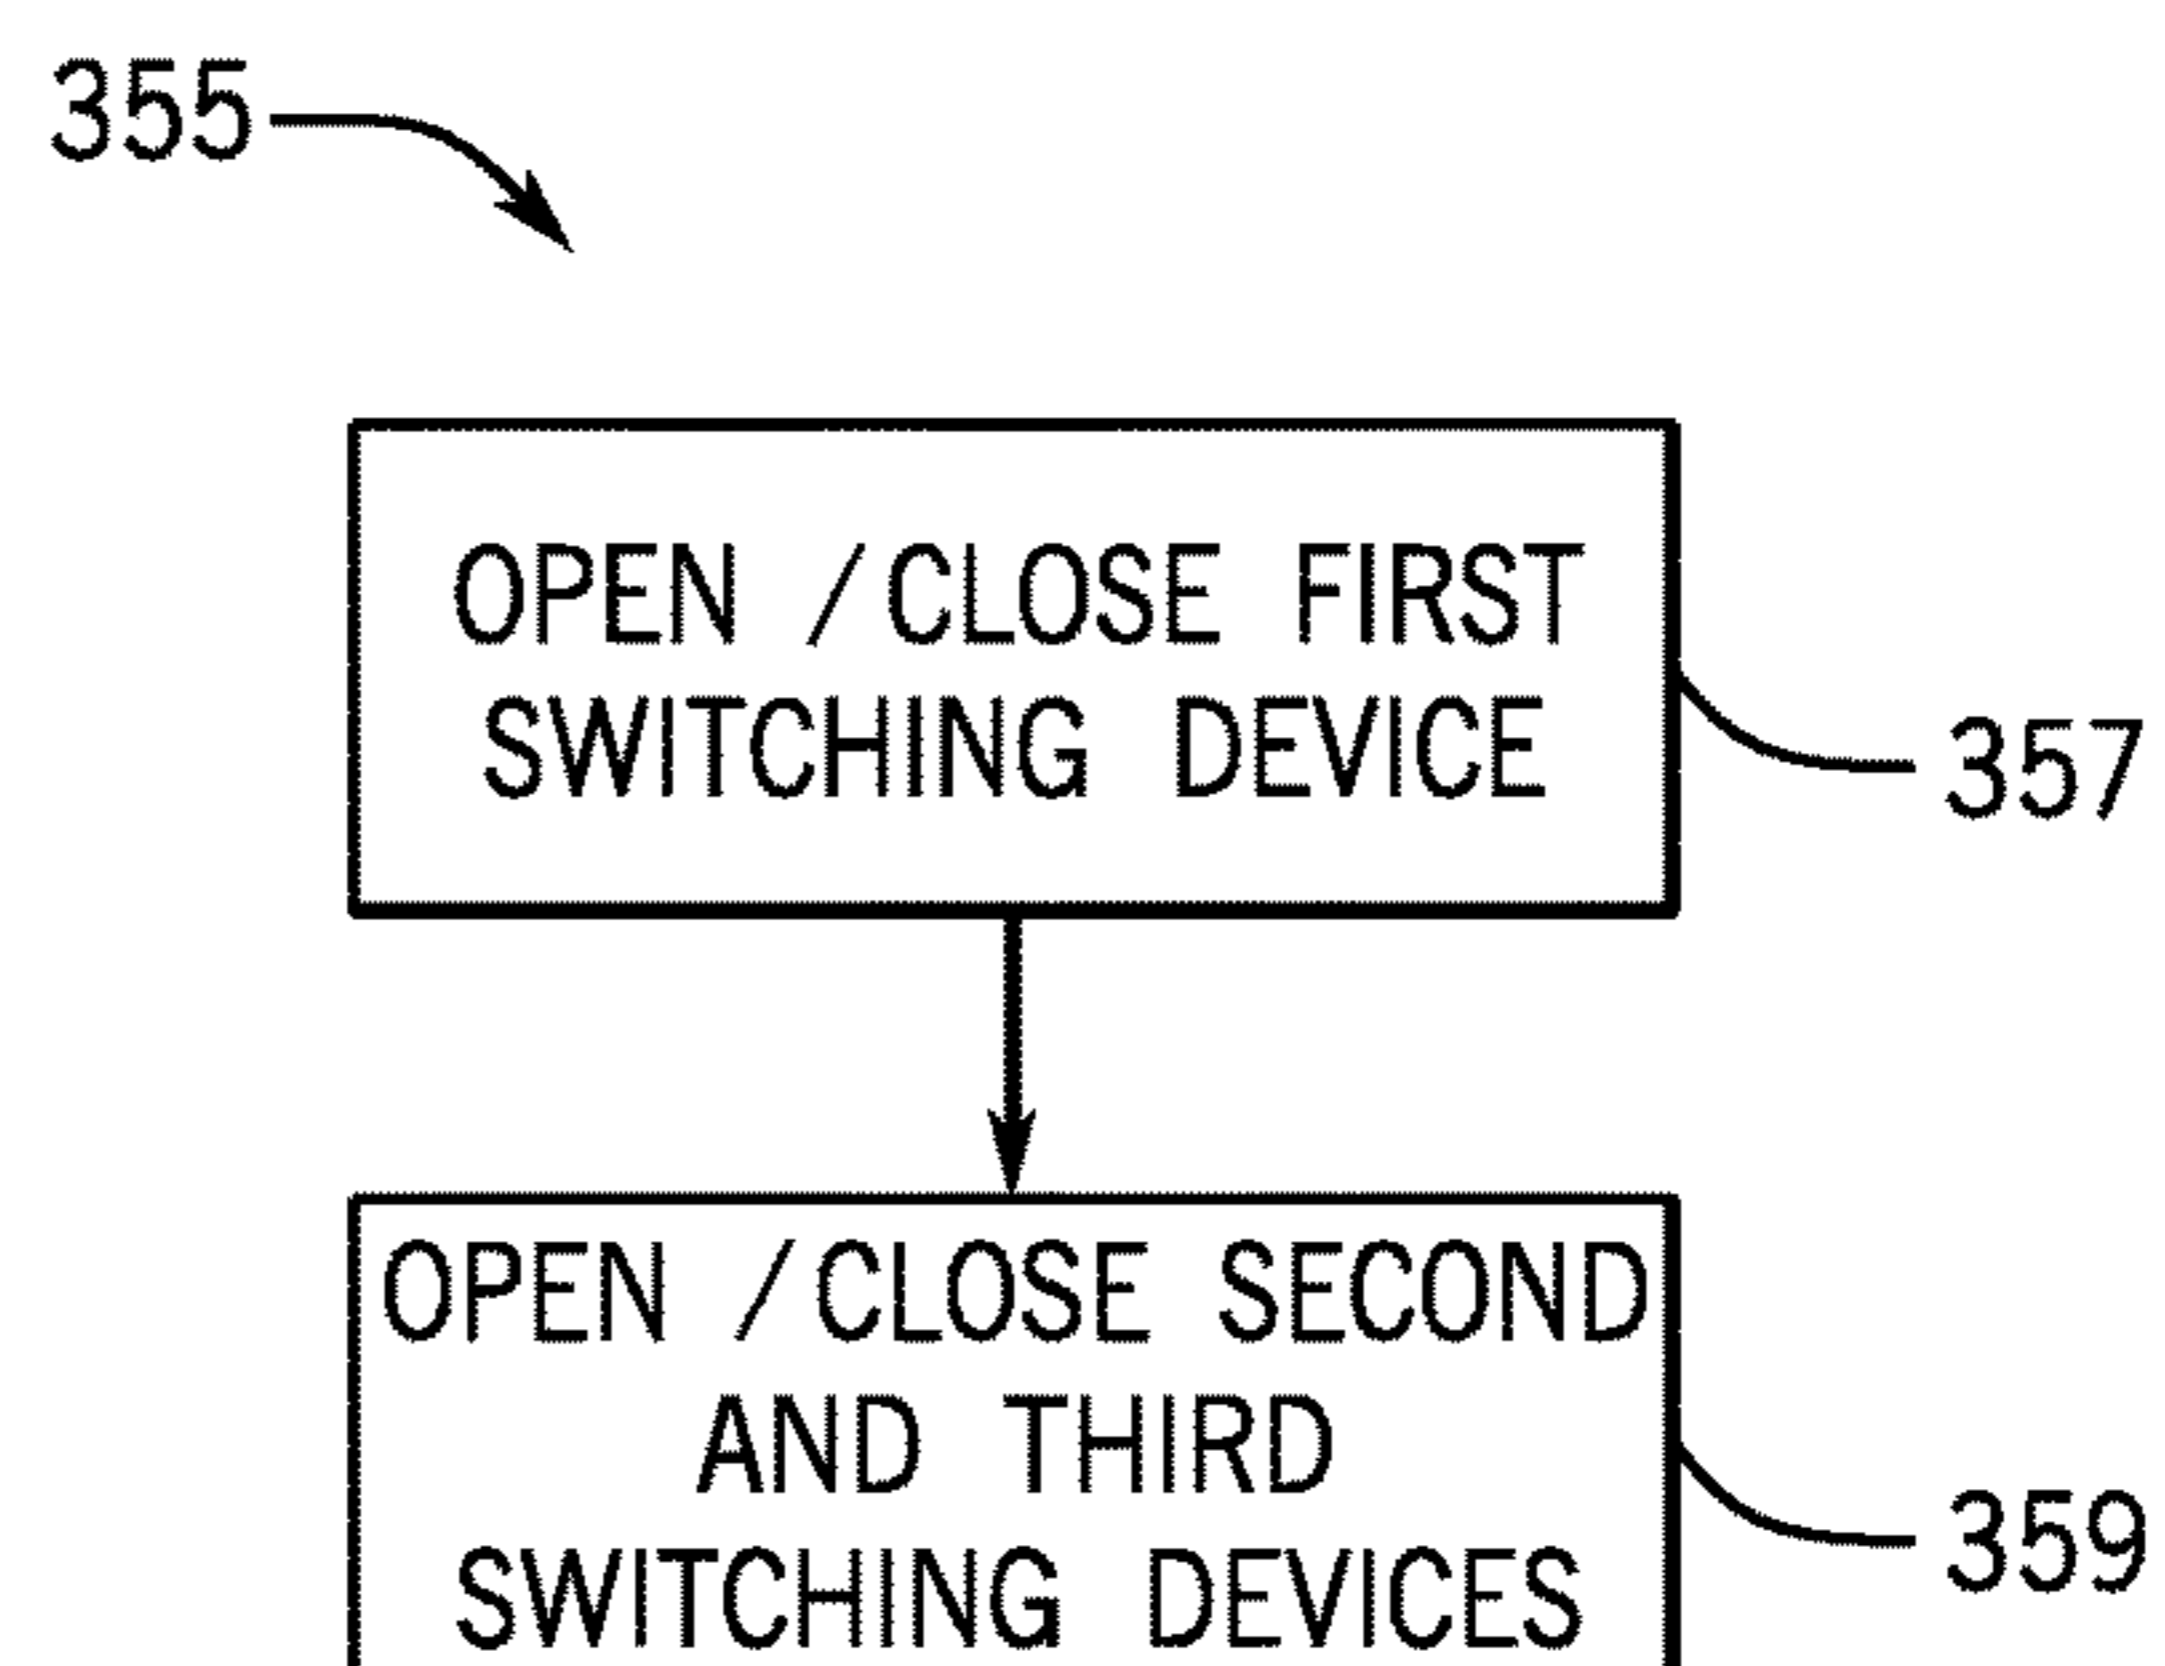 355
OPEN /CLOSE FIRST
SWITCHING DEVICE
357
OPEN /CLOSE SECOND
AND THIRD
SWITCHING DEVICES
359